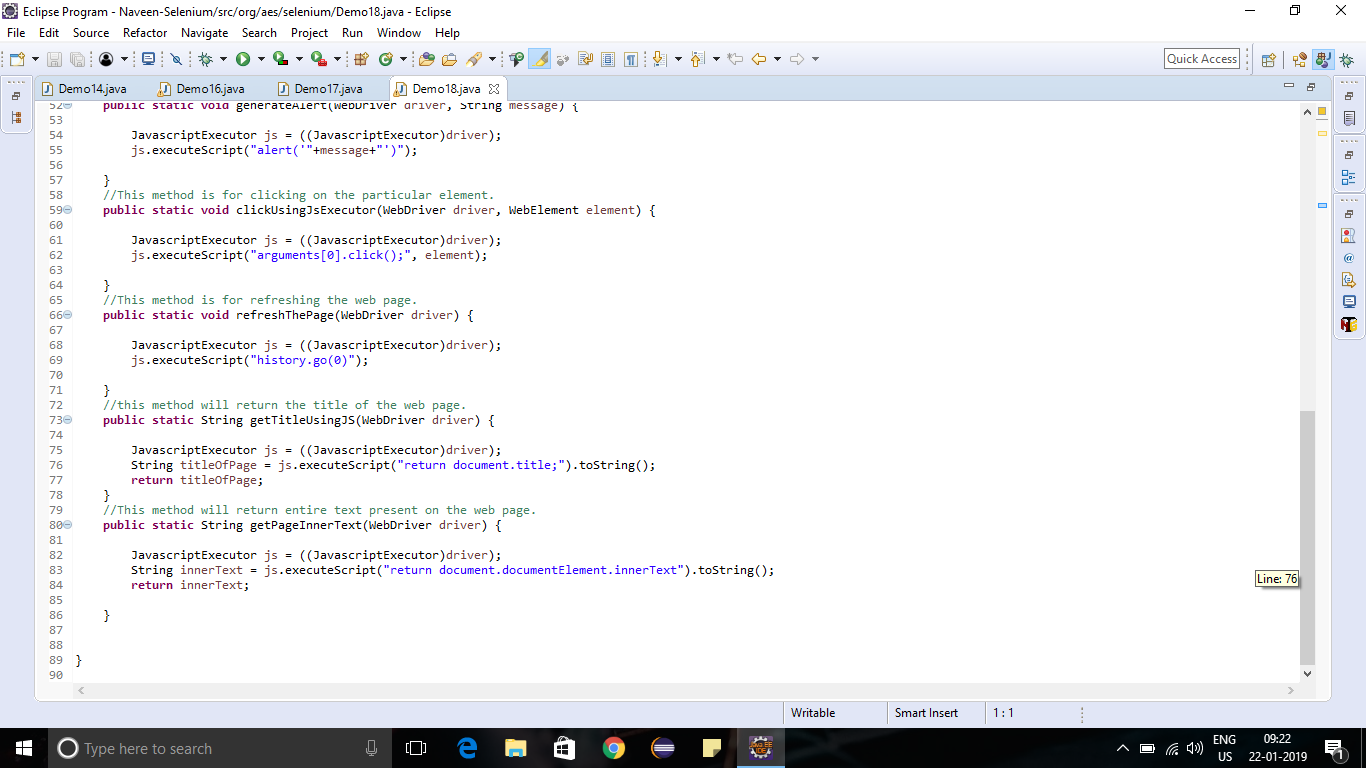 Eclipse Program - Naveen-Selenium/src/org/aes/selenium/Demo18.java - Eclipse
File Edit Source Refactor Navigate Search Project Run Window Help
Quick Access
Demo14.java Demo16.java Demo17.java Demo18.java
52 public static void generateAlert(WebDriver driver, String message) {
53
54 JavascriptExecutor js = ((JavascriptExecutor)driver);
55 js.executeScript("alert('"+message+"')");
56
57 }
58 //This method is for clicking on the particular element.
59 public static void clickUsingJsExecutor(WebDriver driver, WebElement element) {
60
61 JavascriptExecutor js = ((JavascriptExecutor)driver);
62 js.executeScript("arguments[0].click();", element);
63
64 }
65 //This method is for refreshing the web page.
66 public static void refreshThePage(WebDriver driver) {
67
68 JavascriptExecutor js = ((JavascriptExecutor)driver);
69 js.executeScript("history.go(0)");
70
71 }
72 //this method will return the title of the web page.
73 public static String getTitleUsingJS(WebDriver driver) {
74
75 JavascriptExecutor js = ((JavascriptExecutor)driver);
76 String titleOfPage = js.executeScript("return document.title;").toString();
77 return titleOfPage;
78 }
79 //This method will return entire text present on the web page.
80 public static String getPageInnerText(WebDriver driver) {
81
82 JavascriptExecutor js = ((JavascriptExecutor)driver);
83 String innerText = js.executeScript("return document.documentElement.innerText").toString();
84 return innerText;
85
86 }
87
88
89 }
90
Line: 76
Writable Smart Insert 1 : 1
Type here to search
ENG 09:22
US 22-01-2019
1